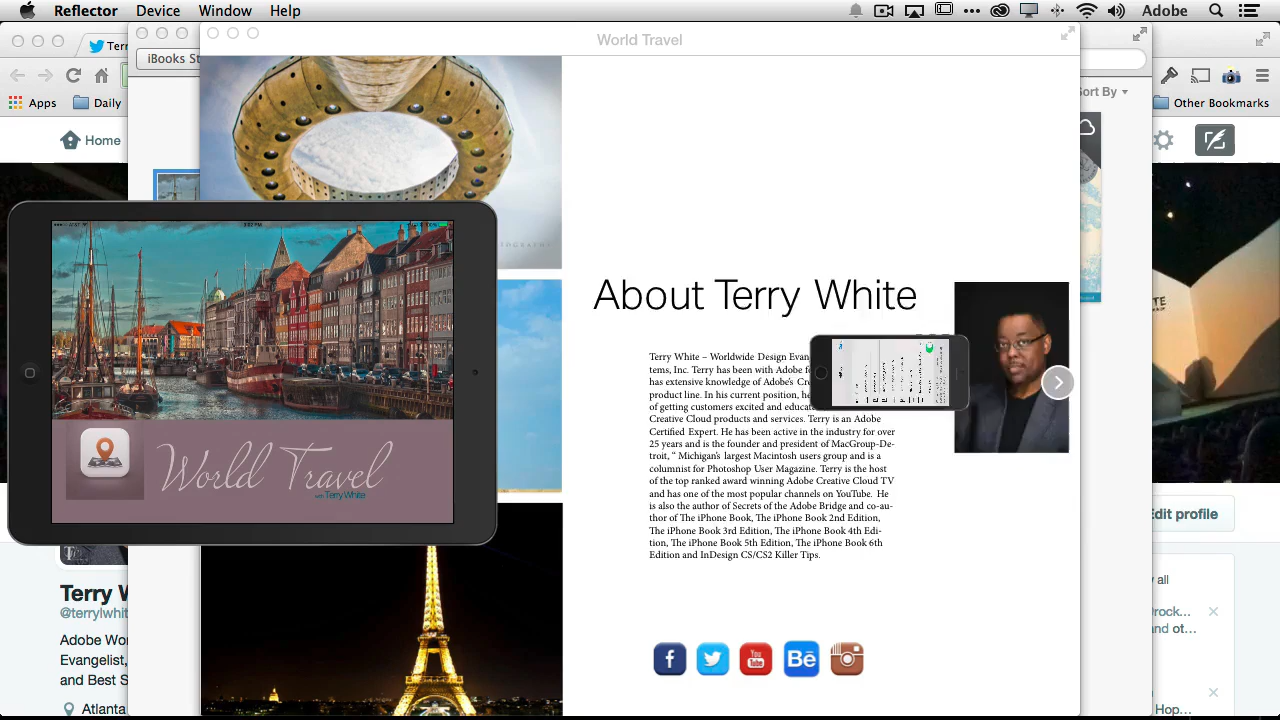 Reflector Device Window Help Adobe
World Travel
Terr
iBooks St
Sort By
Apps Daily
Other Bookmarks
Home
About Terry White
Terry White – Worldwide Design Evan
tems, Inc. Terry has been with Adobe f
has extensive knowledge of Adobe's Cr
product line. In his current position, he
of getting customers excited and educat
Creative Cloud products and services. Terry is an Adobe
Certified Expert. He has been active in the industry for over
25 years and is the founder and president of MacGroup-De-
troit, “ Michigan's largest Macintosh users group and is a
columnist for Photoshop User Magazine. Terry is the host
of the top ranked award winning Adobe Creative Cloud TV
and has one of the most popular channels on YouTube. He
is also the author of Secrets of the Adobe Bridge and co-au-
thor of The iPhone Book, The iPhone Book 2nd Edition,
The iPhone Book 3rd Edition, The iPhone Book 4th Edi-
tion, The iPhone Book 5th Edition, The iPhone Book 6th
Edition and InDesign CS/CS2 Killer Tips.
World Travel
with Terry White
You
Tube
Bē
Edit profile
Terry W
@terrylwhit
Adobe Wor
Evangelist,
and Best S
Atlanta
all
rock...
and ot...
Hop...